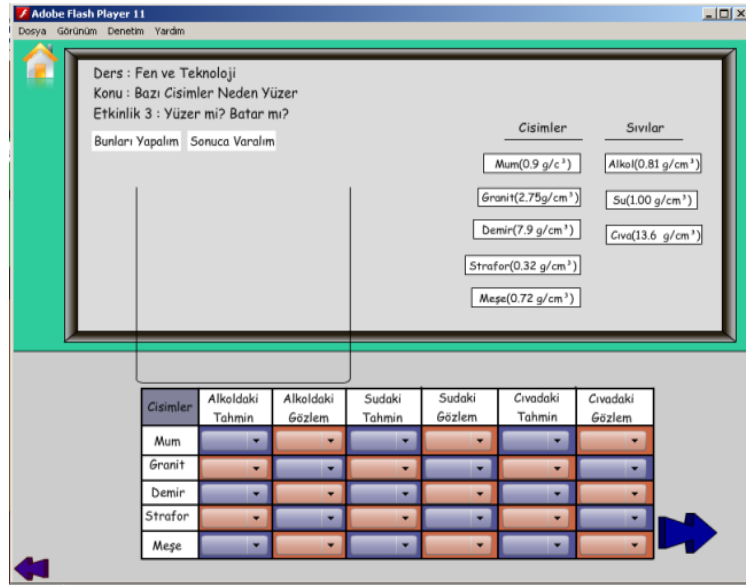 Adobe Flash Player 11
Dosya Görünüm Denetim Yardım
Ders : Fen ve Teknoloji
Konu : Bazı Cisimler Neden Yüzer
Etkinlik 3 : Yüzer mi? Batar mı?
Bunları Yapalım Sonuca Varalım
Cisimler Sıvılar
Mum(0.9 g/c³) Alkol(0.81 g/cm³)
Granit(2.75g/cm³) Su(1.00 g/cm³)
Demir(7.9 g/cm³) Cıva(13.6 g/cm³)
Strafor(0.32 g/cm³)
Meşe(0.72 g/cm³)
Cisimler Alkoldaki Tahmin Alkoldaki Gözlem Sudaki Tahmin Sudaki Gözlem Cıvadaki Tahmin Cıvadaki Gözlem
Mum
Granit
Demir
Strafor
Meşe